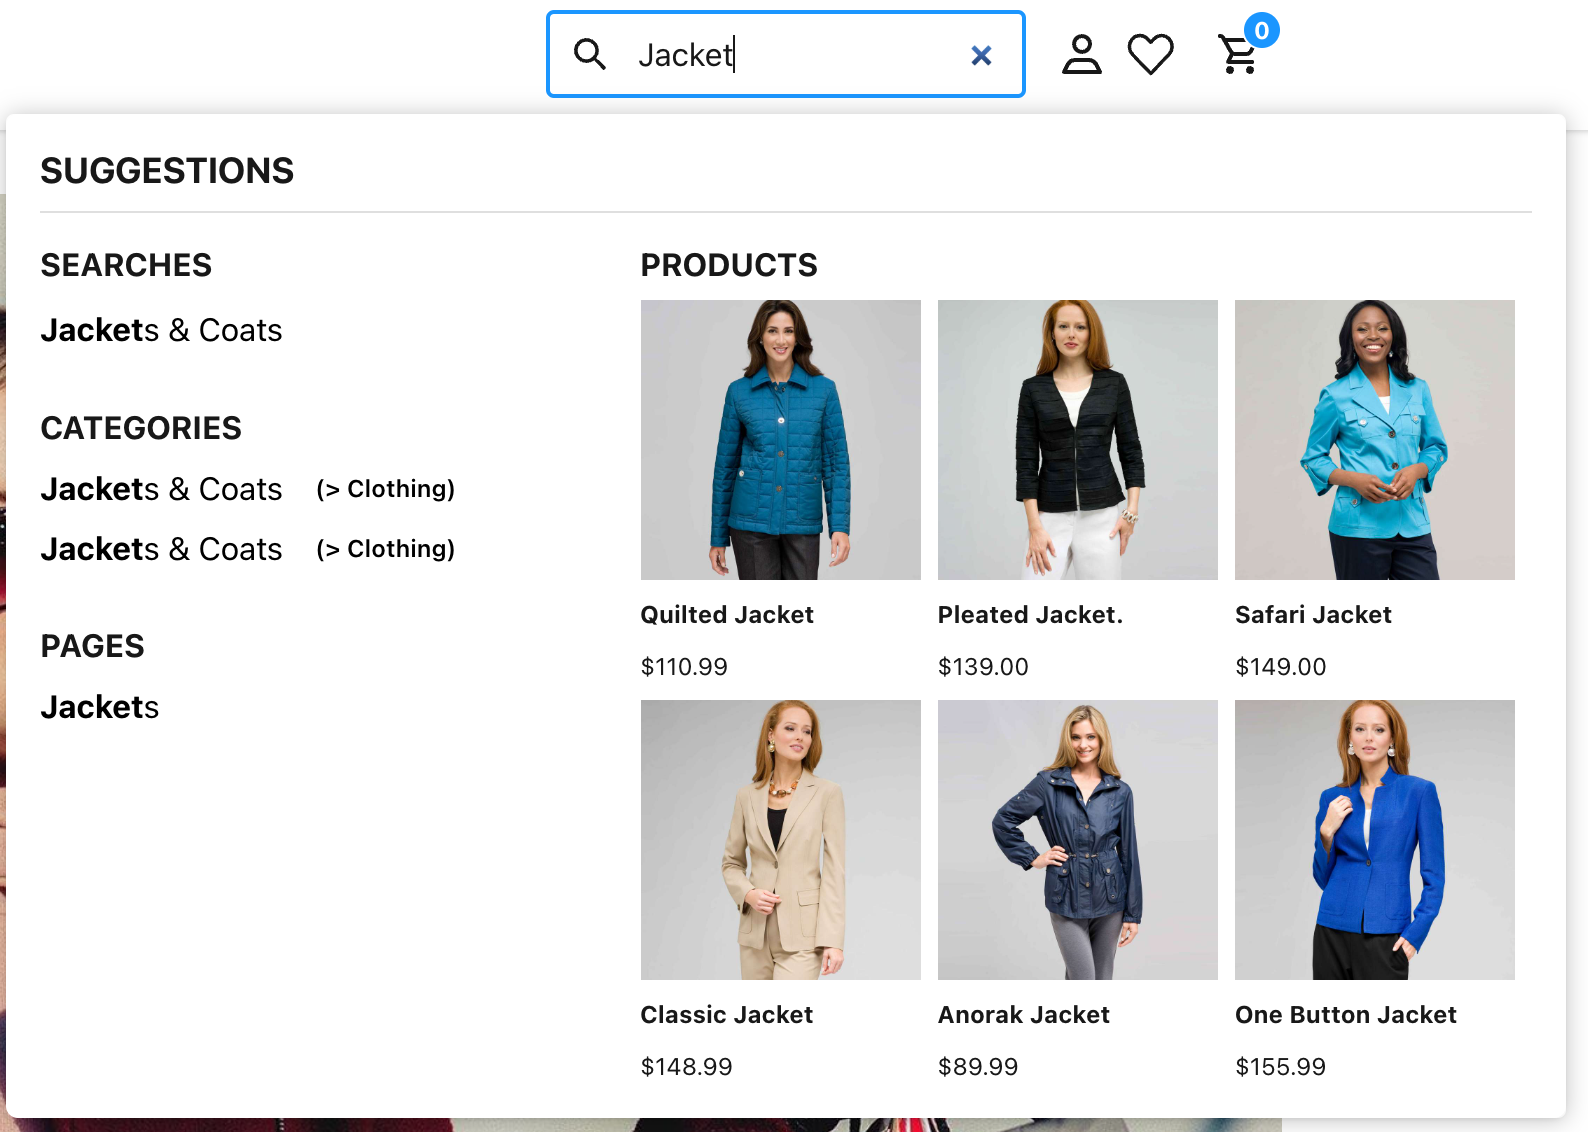 Jacket
0
SUGGESTIONS
SEARCHES
Jackets & Coats
CATEGORIES
Jackets & Coats (> Clothing)
Jackets & Coats (> Clothing)
PAGES
Jackets
PRODUCTS
Quilted Jacket
$110.99
Pleated Jacket.
$139.00
Safari Jacket
$149.00
Classic Jacket
$148.99
Anorak Jacket
$89.99
One Button Jacket
$155.99